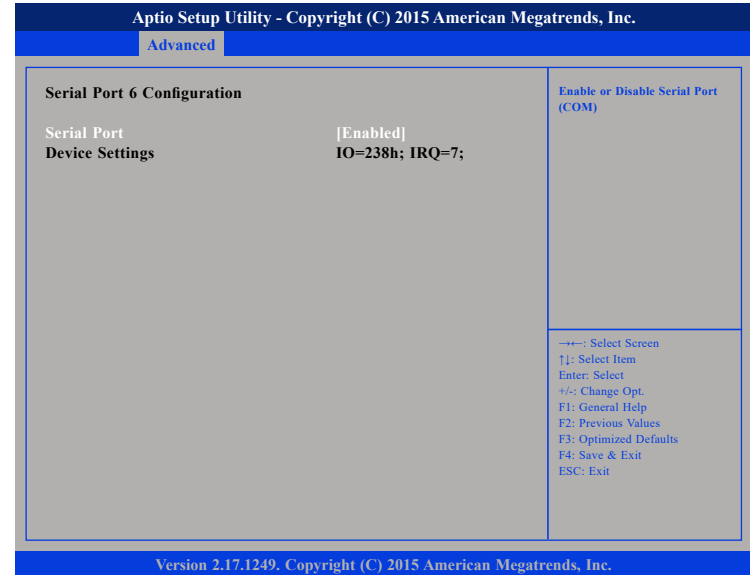 Aptio Setup Utility - Copyright (C) 2015 American Megatrends, Inc.
Advanced
Serial Port 6 Configuration
Serial Port [Enabled]
Device Settings IO=238h; IRQ=7;
Enable or Disable Serial Port
(COM)
→←: Select Screen
↑↓: Select Item
Enter: Select
+/-: Change Opt.
F1: General Help
F2: Previous Values
F3: Optimized Defaults
F4: Save & Exit
ESC: Exit
Version 2.17.1249. Copyright (C) 2015 American Megatrends, Inc.